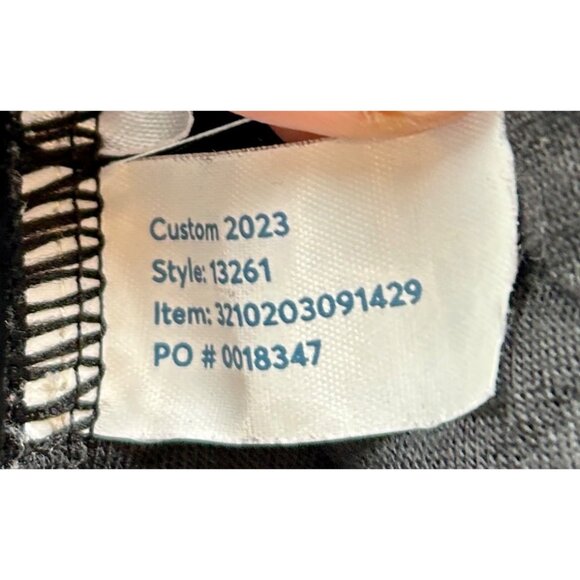 Custom 2023
Style: 13261
Item: 3210203091429
PO # 0018347